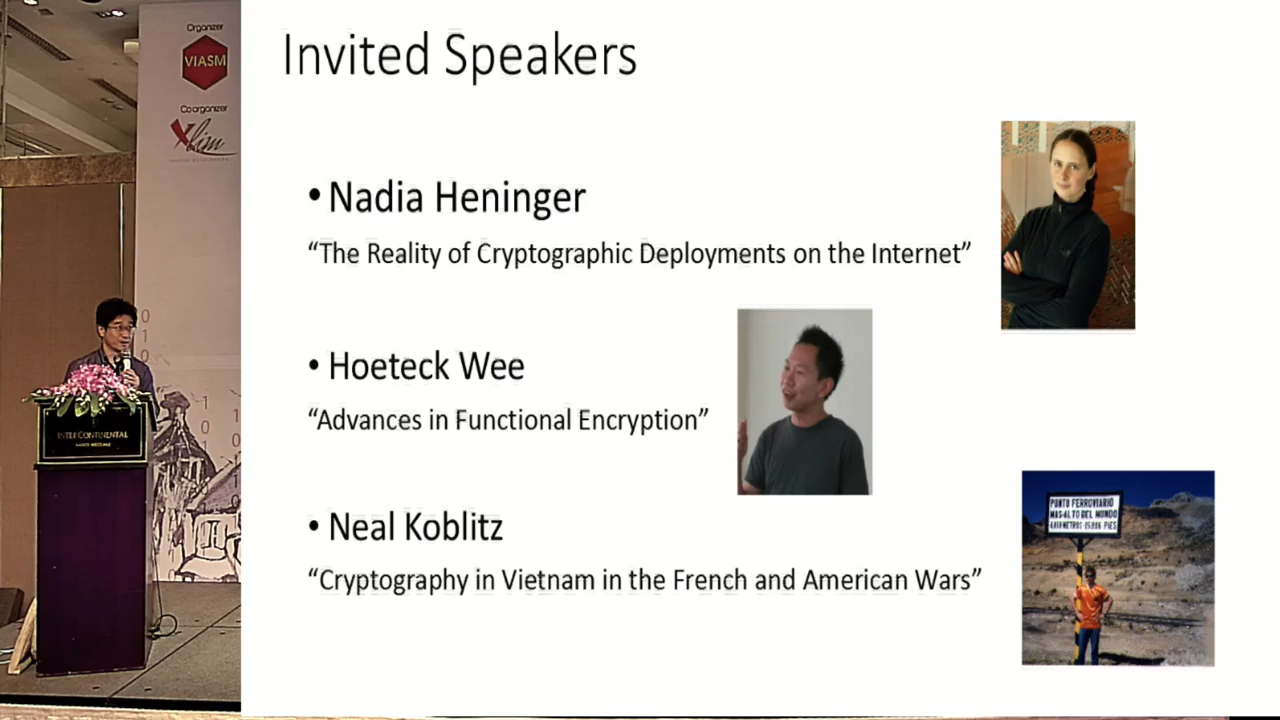 Organizer
VIASM
Coorganizer
Xlim
INTERCONTINENTAL
Invited Speakers
• Nadia Heninger
“The Reality of Cryptographic Deployments on the Internet”
• Hoeteck Wee
“Advances in Functional Encryption”
• Neal Koblitz
“Cryptography in Vietnam in the French and American Wars”
PUNTO FERROVIARIO
MAS ALTO DEL MUNDO